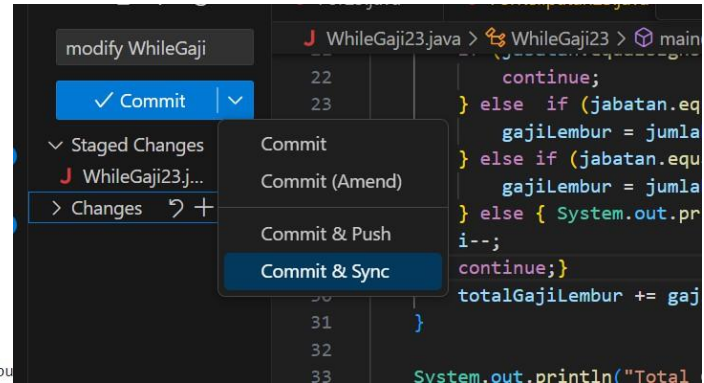 modify WhileGaji
Commit
Staged Changes
WhileGaji23.j...
Changes
Commit
Commit (Amend)
Commit & Push
Commit & Sync
J WhileGaji23.java > WhileGaji23 > main
22 continue;
23 } else if (jabatan.eq
gajiLembur = jumla
} else if (jabatan.equ
gajiLembur = jumla
} else { System.out.pr
i--;
continue;}
totalGajiLembur += gaj
31 }
32
33 System.out.println("Total